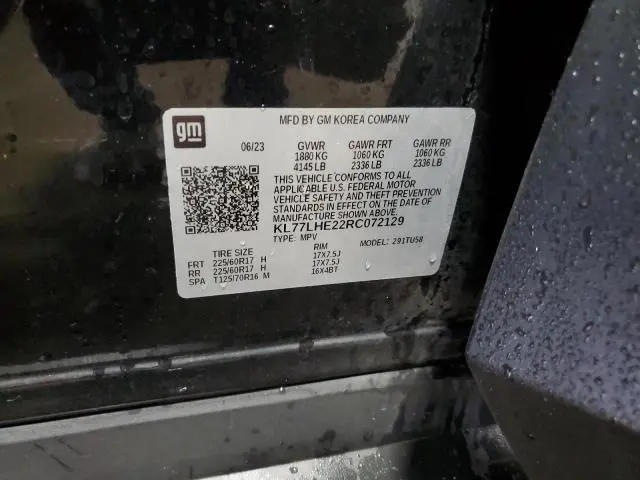 gm
MFD BY GM KOREA COMPANY
06/23 GVWR GAWR FRT GAWR RR
1880 KG 1060 KG 1060 KG
4145 LB 2336 LB 2336 LB
THIS VEHICLE CONFORMS TO ALL
APPLICABLE U.S. FEDERAL MOTOR
VEHICLE SAFETY AND THEFT PREVENTION
STANDARDS IN EFFECT ON THE DATE OF
MANUFACTURE SHOWN ABOVE.
KL77LHE22RC072129
TYPE: MPV MODEL: 291TU58
TIRE SIZE RIM
FRT 225/60R17 H 17X7.5J
RR 225/60R17 H 17X7.5J
SPA T125/70R16 M 16X4BT